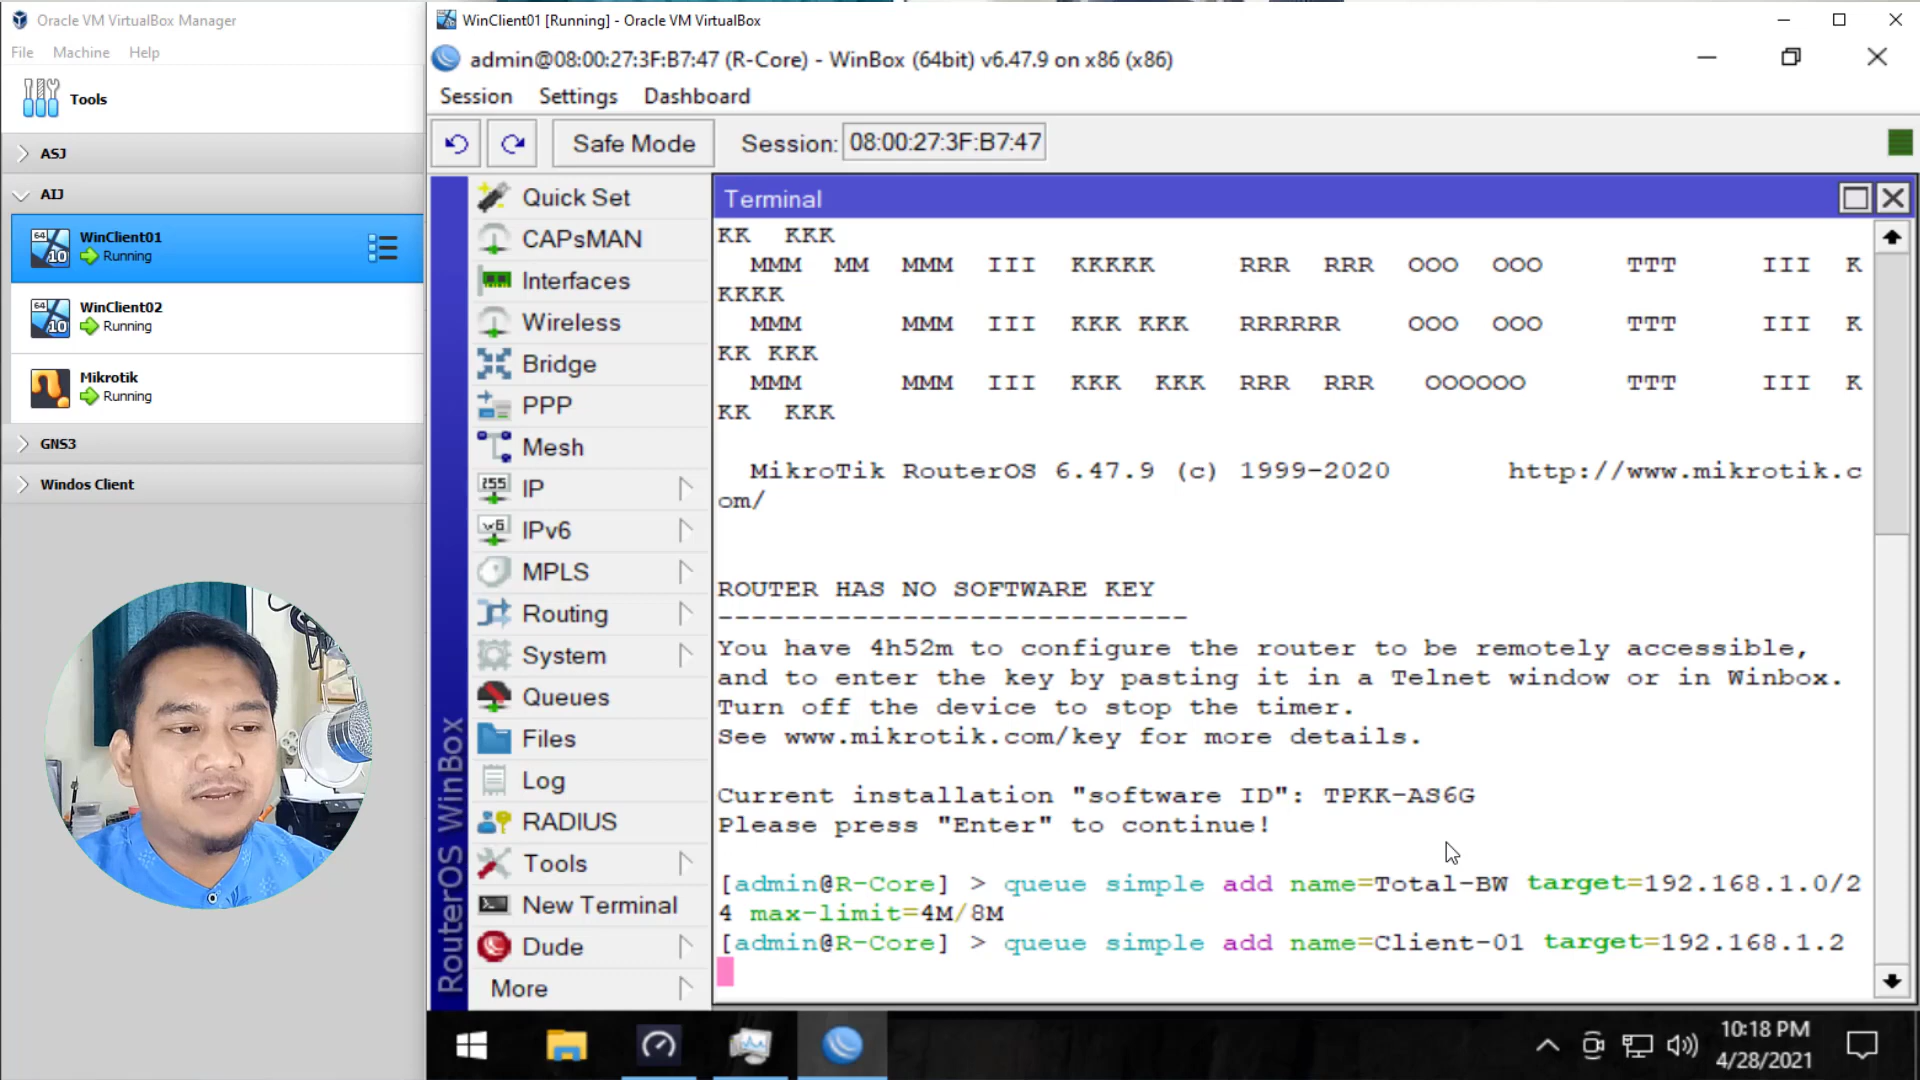 Oracle VM VirtualBox Manager
File Machine Help
Tools
ASJ
AIJ
64
10
WinClient01
Running
64
10
WinClient02
Running
Mikrotik
Running
GNS3
Windos Client
WinClient01 [Running] - Oracle VM VirtualBox
admin@08:00:27:3F:B7:47 (R-Core) - WinBox (64bit) v6.47.9 on x86 (x86)
Session Settings Dashboard
Safe Mode Session: 08:00:27:3F:B7:47
RouterOS WinBox
Quick Set
CAPsMAN
Interfaces
Wireless
Bridge
PPP
Mesh
255 IP
v6 IPv6
MPLS
Routing
System
Queues
Files
Log
RADIUS
Tools
New Terminal
Dude
More
Terminal
KK KKK
MMM MM MMM III KKKKK RRR RRR OOO OOO TTT III K
KKKK
MMM MMM III KKK KKK RRRRRR OOO OOO TTT III K
KK KKK
MMM MMM III KKK KKK RRR RRR OOOOOO TTT III K
KK KKK
MikroTik RouterOS 6.47.9 (c) 1999-2020 http://www.mikrotik.c
om/
ROUTER HAS NO SOFTWARE KEY
----------------------------
You have 4h52m to configure the router to be remotely accessible,
and to enter the key by pasting it in a Telnet window or in Winbox.
Turn off the device to stop the timer.
See www.mikrotik.com/key for more details.
Current installation "software ID": TPKK-AS6G
Please press "Enter" to continue!
[admin@R-Core] > queue simple add name=Total-BW target=192.168.1.0/2
4 max-limit=4M/8M
[admin@R-Core] > queue simple add name=Client-01 target=192.168.1.2
10:18 PM
4/28/2021